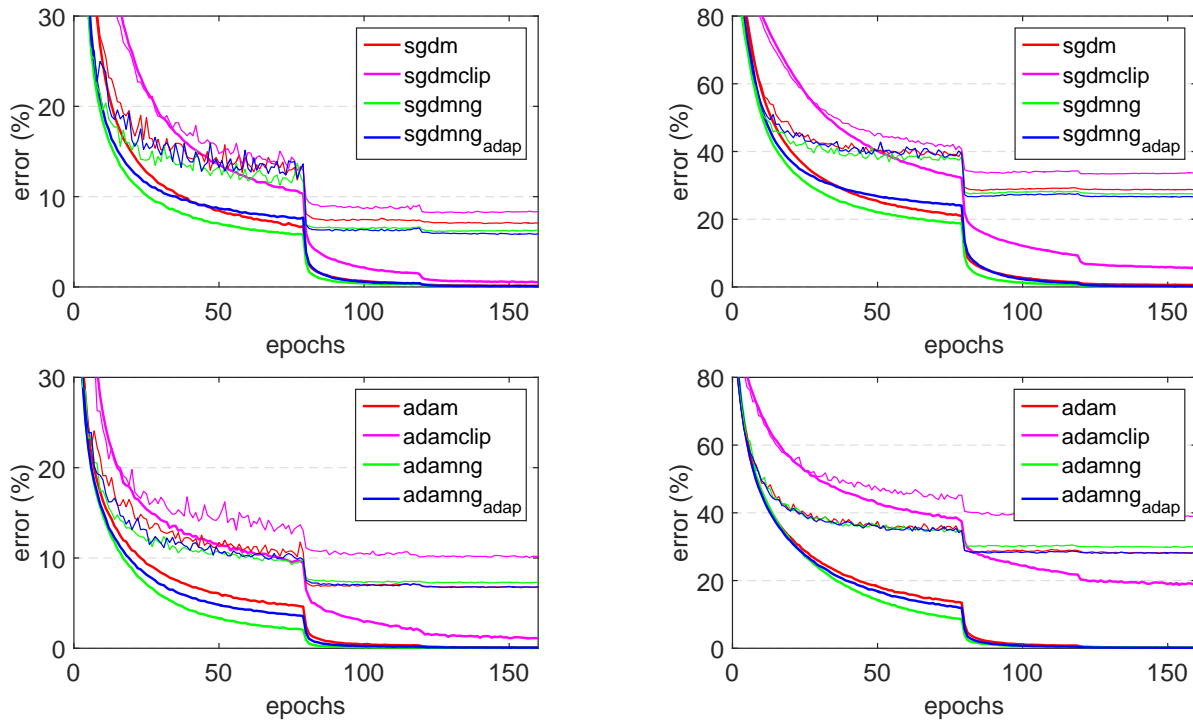 30
20
10
0
0
50
100
150
error (%)
epochs
sgdm
sgdmclip
sgdmng
sgdmng_adap
80
60
40
20
0
0
50
100
150
error (%)
epochs
sgdm
sgdmclip
sgdmng
sgdmng_adap
30
20
10
0
0
50
100
150
error (%)
epochs
adam
adamclip
adamng
adamng_adap
80
60
40
20
0
0
50
100
150
error (%)
epochs
adam
adamclip
adamng
adamng_adap